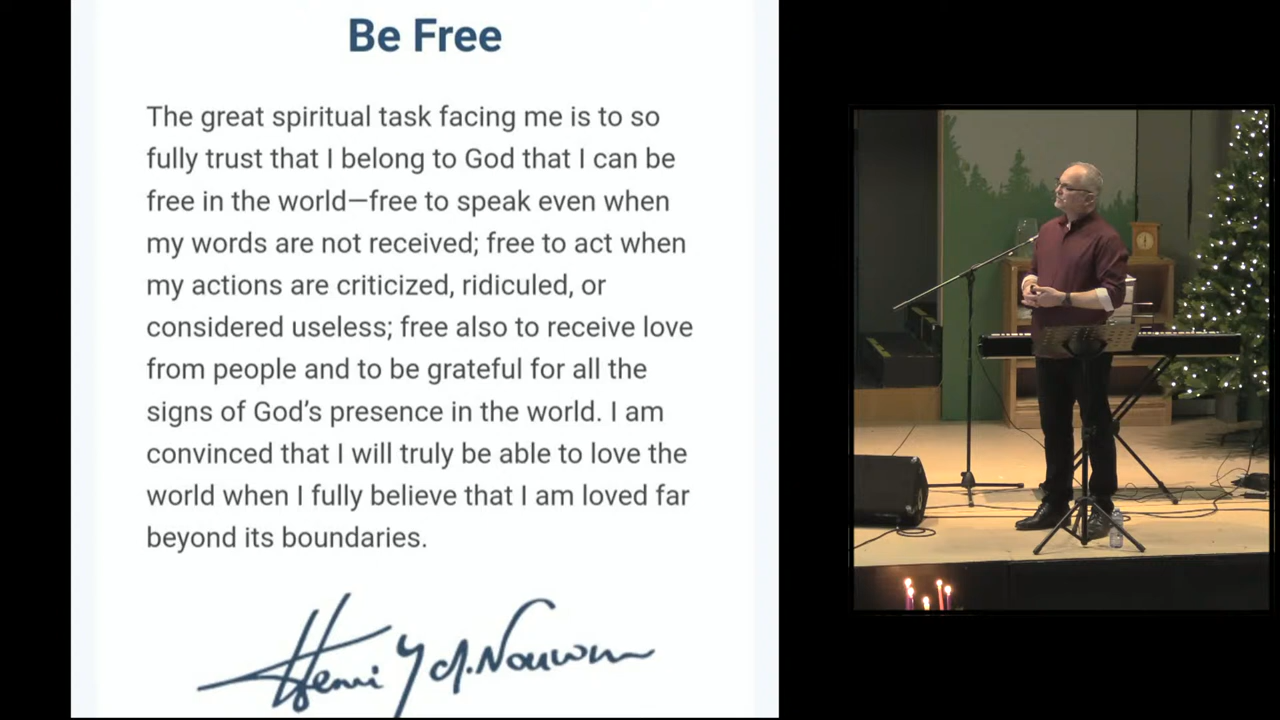 Be Free
The great spiritual task facing me is to so
fully trust that I belong to God that I can be
free in the world—free to speak even when
my words are not received; free to act when
my actions are criticized, ridiculed, or
considered useless; free also to receive love
from people and to be grateful for all the
signs of God's presence in the world. I am
convinced that I will truly be able to love the
world when I fully believe that I am loved far
beyond its boundaries.
Henri J. M. Nouwen